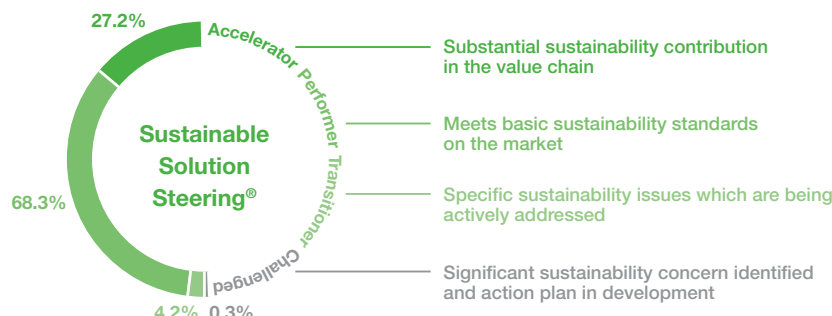 27.2%
Accelerator Performer Transitioner Challenged
Substantial sustainability contribution
in the value chain
Sustainable
Solution
Steering®
Meets basic sustainability standards
on the market
68.3%
Specific sustainability issues which are being
actively addressed
Significant sustainability concern identified
and action plan in development
4.2% 0.3%